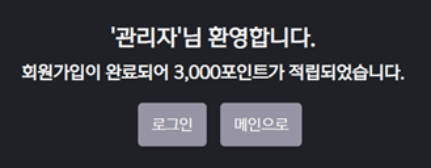 '관리자'님 환영합니다.
회원가입이 완료되어 3,000포인트가 적립되었습니다.
로그인 메인으로